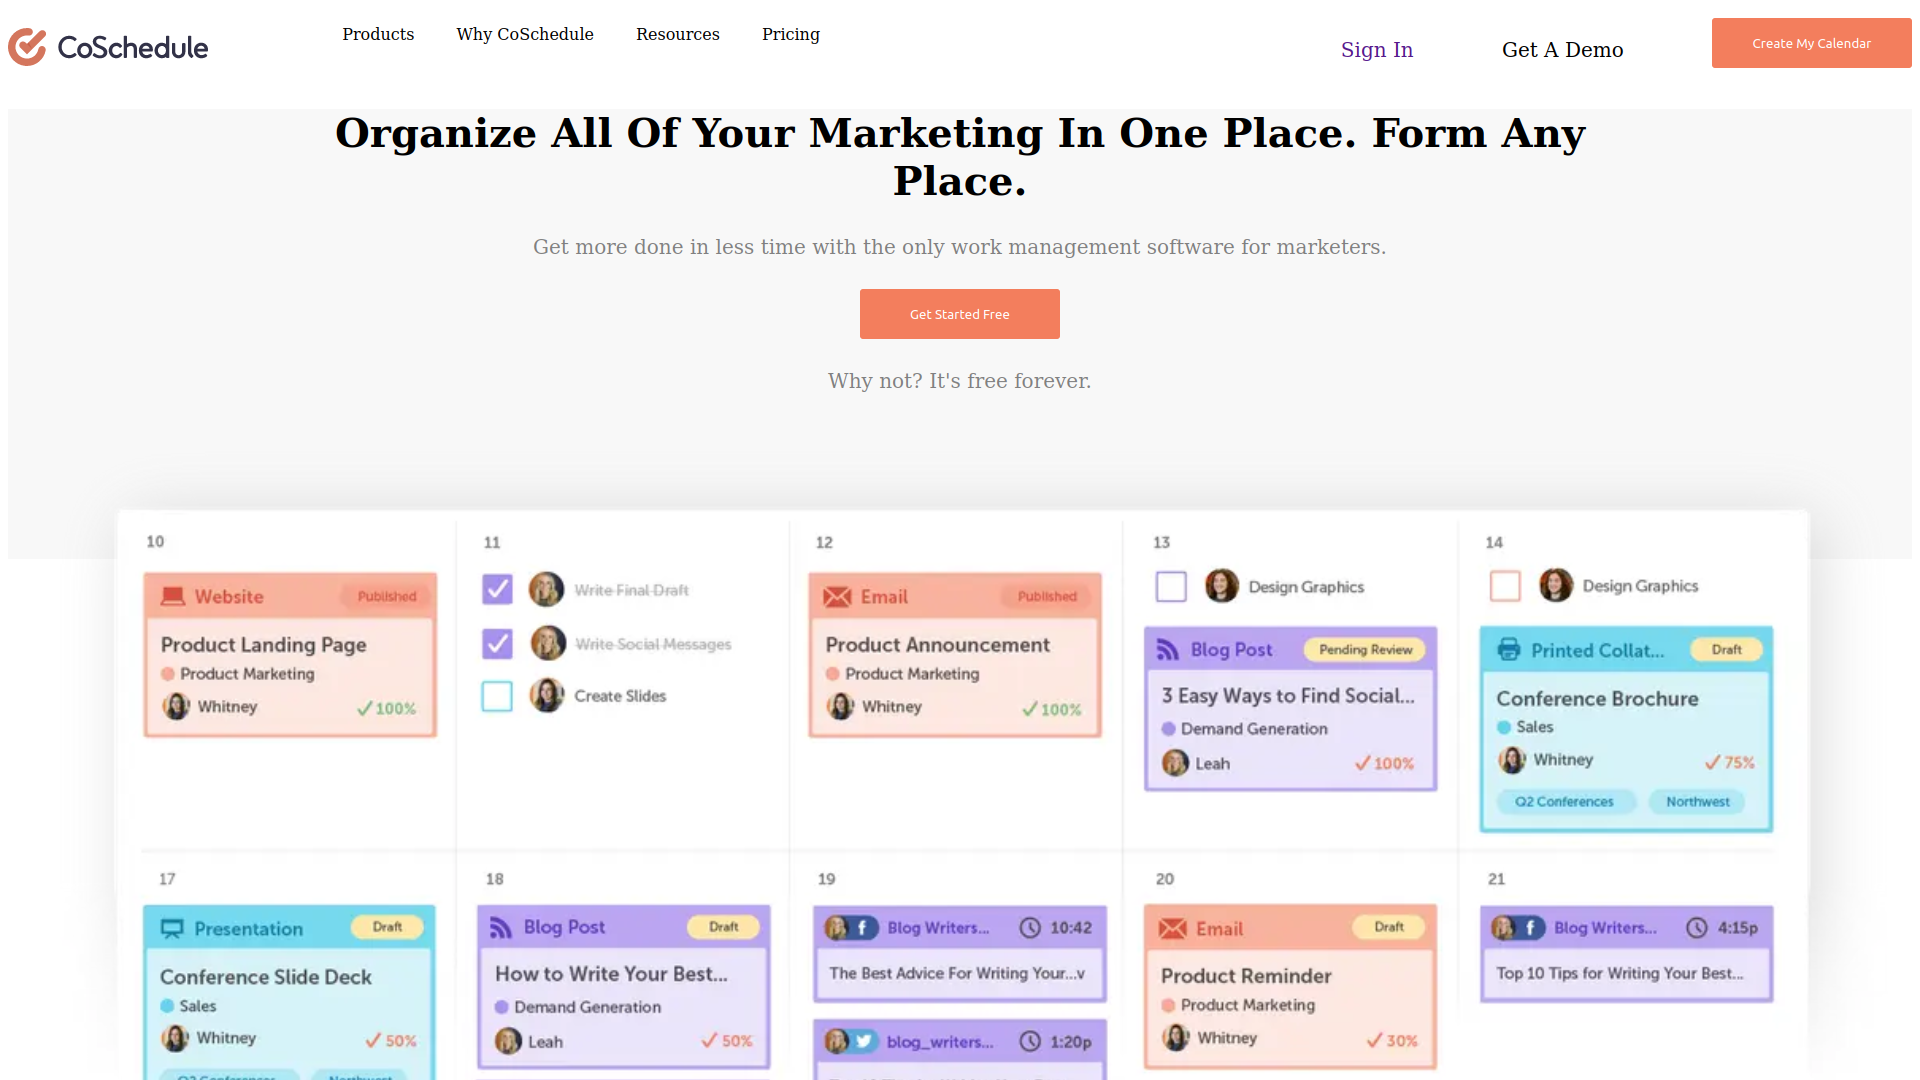 CoSchedule
Products Why CoSchedule Resources Pricing
Sign In Get A Demo Create My Calendar
Organize All Of Your Marketing In One Place. Form Any
Place.
Get more done in less time with the only work management software for marketers.
Get Started Free
Why not? It's free forever.
10
Website Published
Product Landing Page
Product Marketing
Whitney 100%
11
Write Final Draft
Write Social Messages
Create Slides
12
Email Published
Product Announcement
Product Marketing
Whitney 100%
13
Design Graphics
Blog Post Pending Review
3 Easy Ways to Find Social...
Demand Generation
Leah 100%
14
Design Graphics
Printed Collat... Draft
Conference Brochure
Sales
Whitney 75%
Q2 Conferences Northwest
17
Presentation Draft
Conference Slide Deck
Sales
Whitney 50%
Q2 Conferences Northwest
18
Blog Post Draft
How to Write Your Best...
Demand Generation
Leah 50%
19
Blog Writers... 10:42
The Best Advice For Writing Your...v
blog_writers... 1:20p
20
Email Draft
Product Reminder
Product Marketing
Whitney 30%
21
Blog Writers... 4:15p
Top 10 Tips for Writing Your Best...